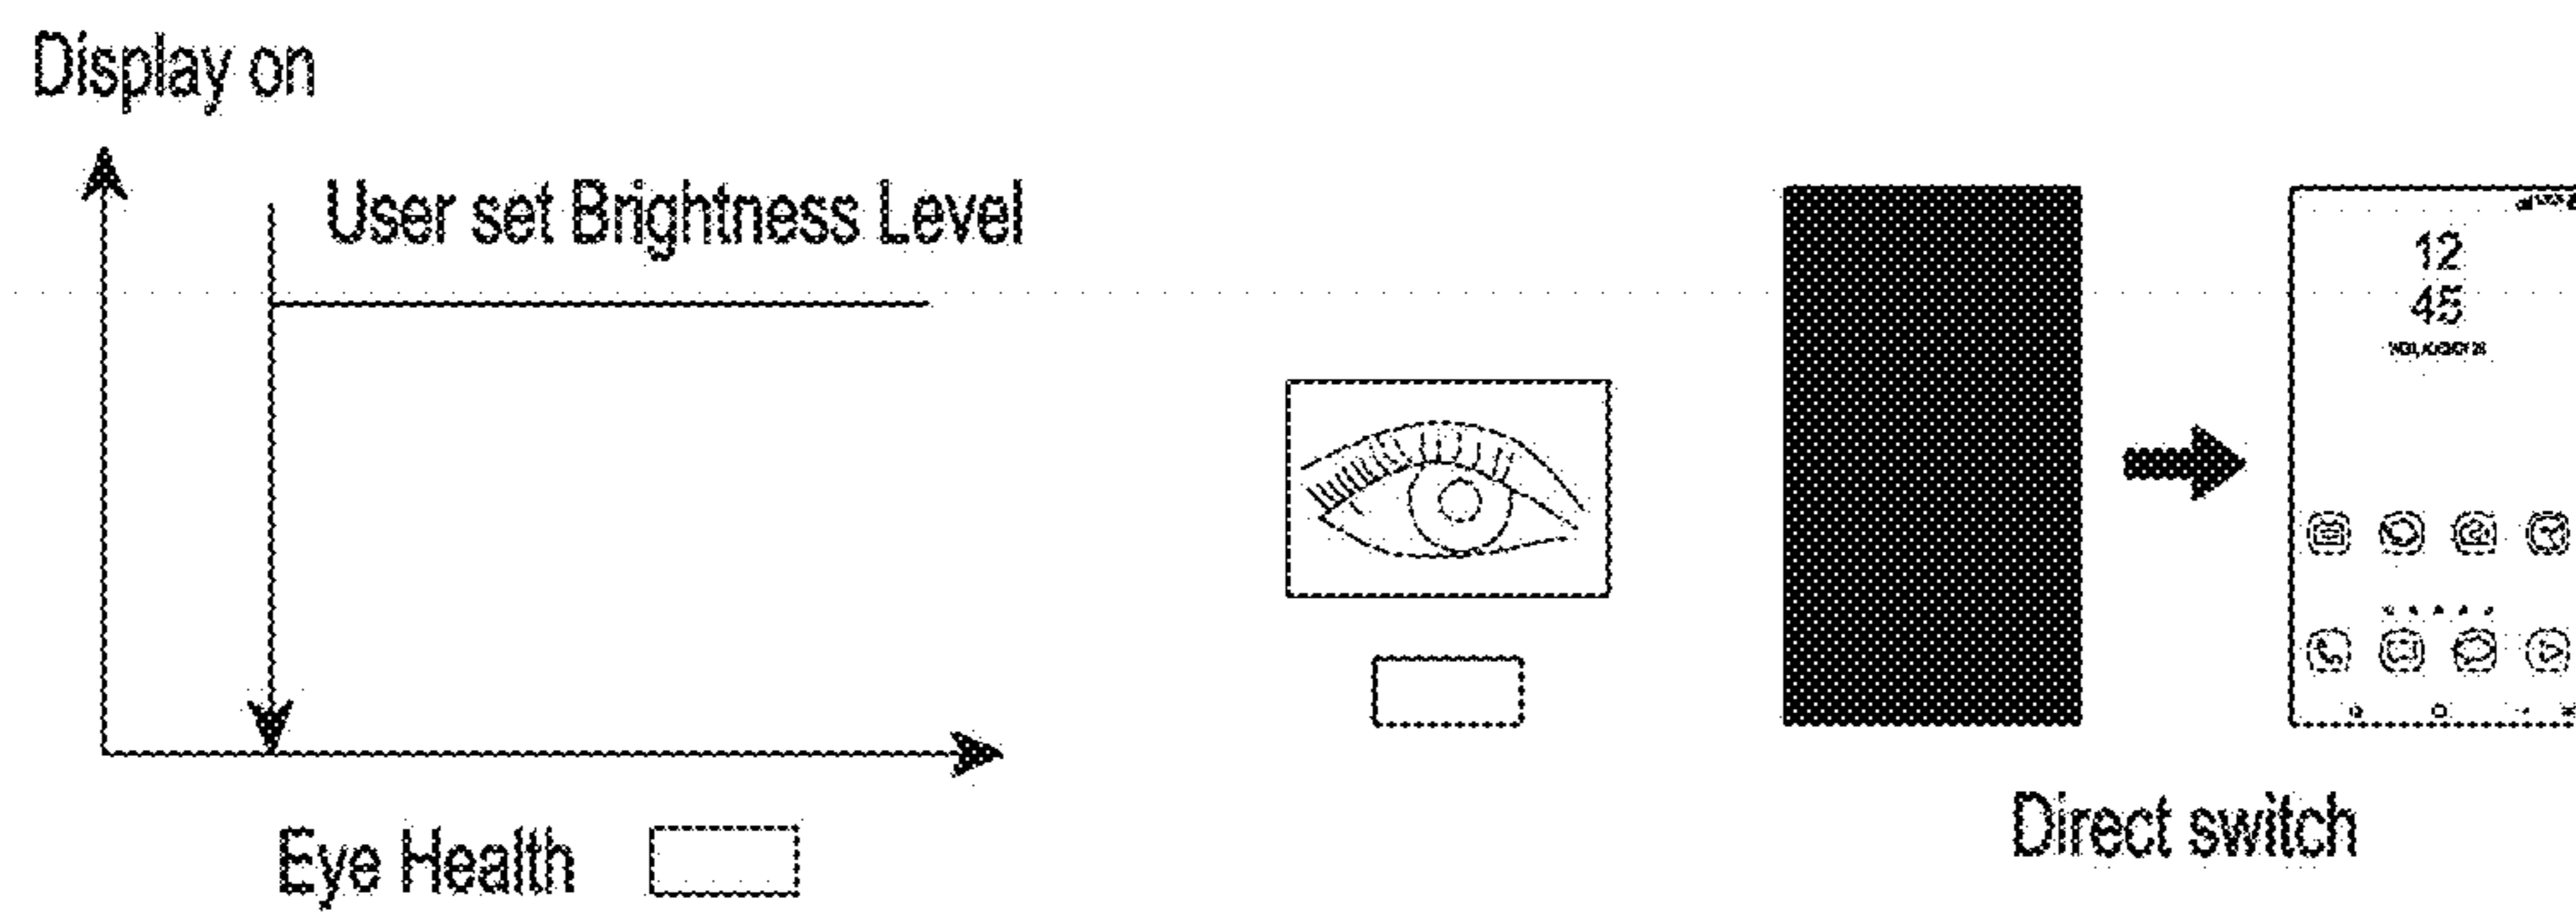 Display on
User set Brightness Level
12
45
Eye Health
Direct switch